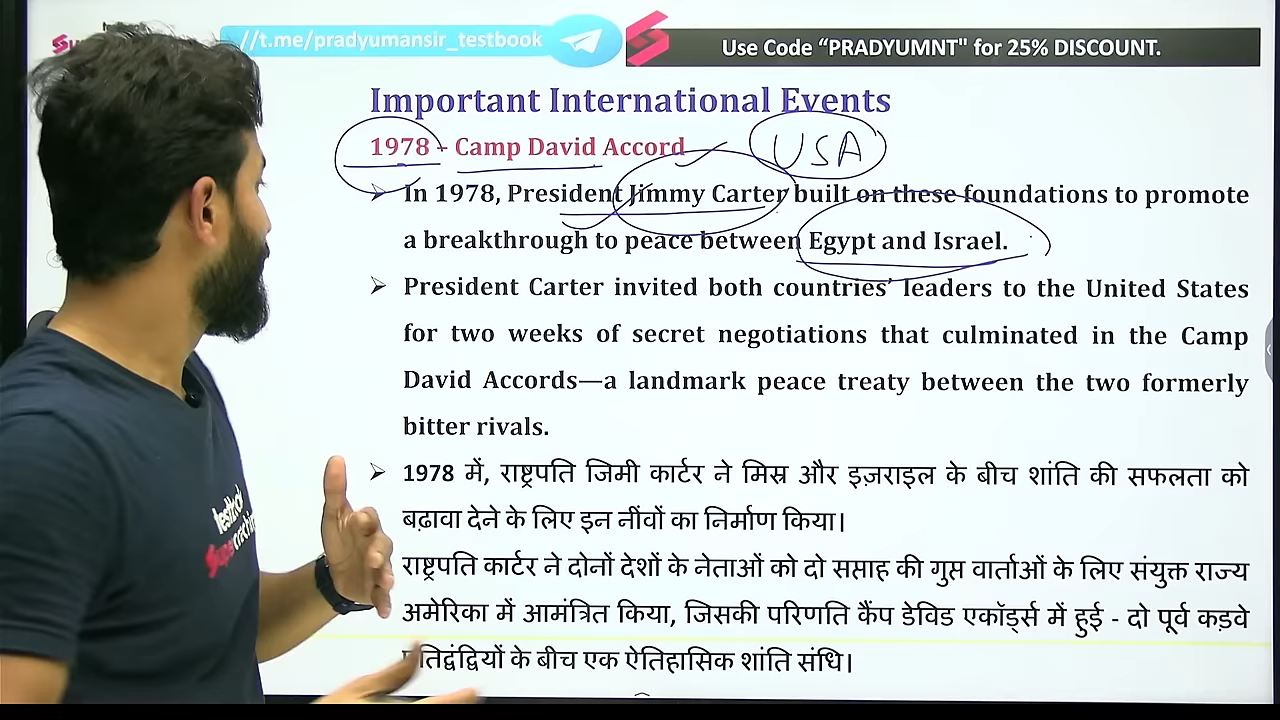 testbook
//t.me/pradyumansir_testbook
Use Code “PRADYUMNT" for 25% DISCOUNT.
Important International Events
1978 - Camp David Accord
USA
➢ In 1978, President Jimmy Carter built on these foundations to promote
a breakthrough to peace between Egypt and Israel.
➢ President Carter invited both countries’ leaders to the United States
for two weeks of secret negotiations that culminated in the Camp
David Accords—a landmark peace treaty between the two formerly
bitter rivals.
➢ 1978 में, राष्ट्रपति जिमी कार्टर ने मिस्र और इज़राइल के बीच शांति की सफलता को
बढ़ावा देने के लिए इन नींवों का निर्माण किया।
राष्ट्रपति कार्टर ने दोनों देशों के नेताओं को दो सप्ताह की गुप्त वार्ताओं के लिए संयुक्त राज्य
अमेरिका में आमंत्रित किया, जिसकी परिणति कैंप डेविड एकॉर्ड्स में हुई - दो पूर्व कड़वे
के बीच एक ऐतिहासिक शांति संधि।
testbook